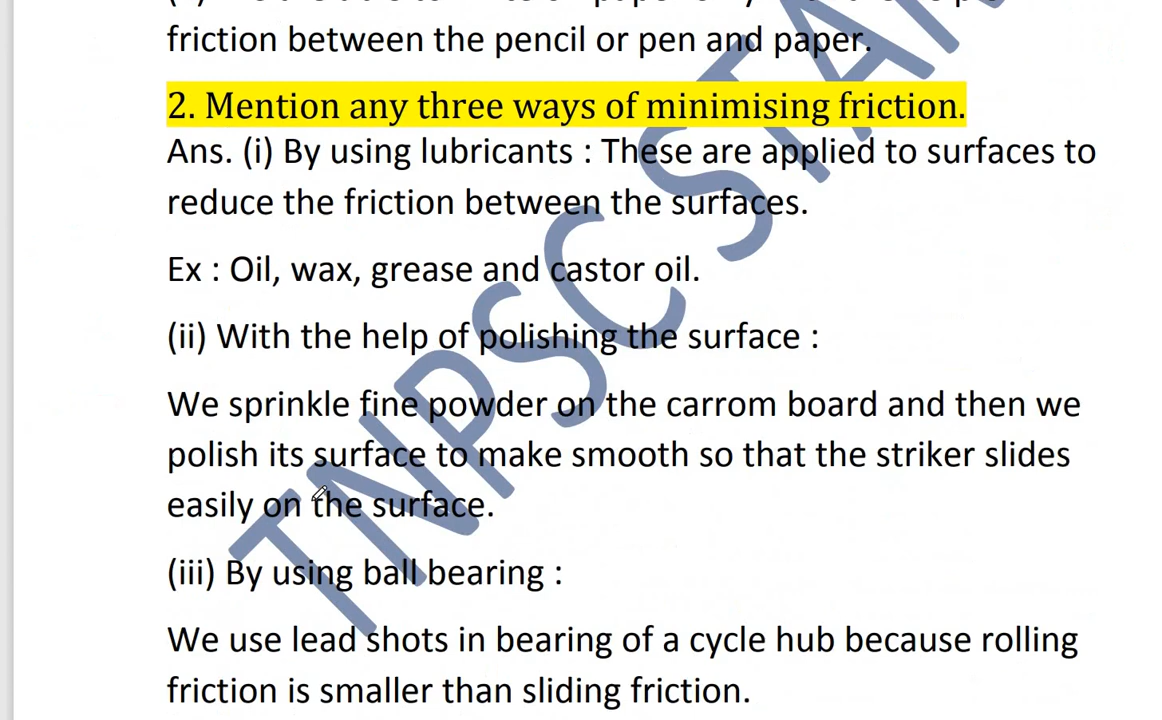 friction between the pencil or pen and paper.
2. Mention any three ways of minimising friction.
Ans. (i) By using lubricants : These are applied to surfaces to
reduce the friction between the surfaces.
Ex : Oil, wax, grease and castor oil.
(ii) With the help of polishing the surface :
We sprinkle fine powder on the carrom board and then we
polish its surface to make smooth so that the striker slides
easily on the surface.
(iii) By using ball bearing :
We use lead shots in bearing of a cycle hub because rolling
friction is smaller than sliding friction.
TNPSC